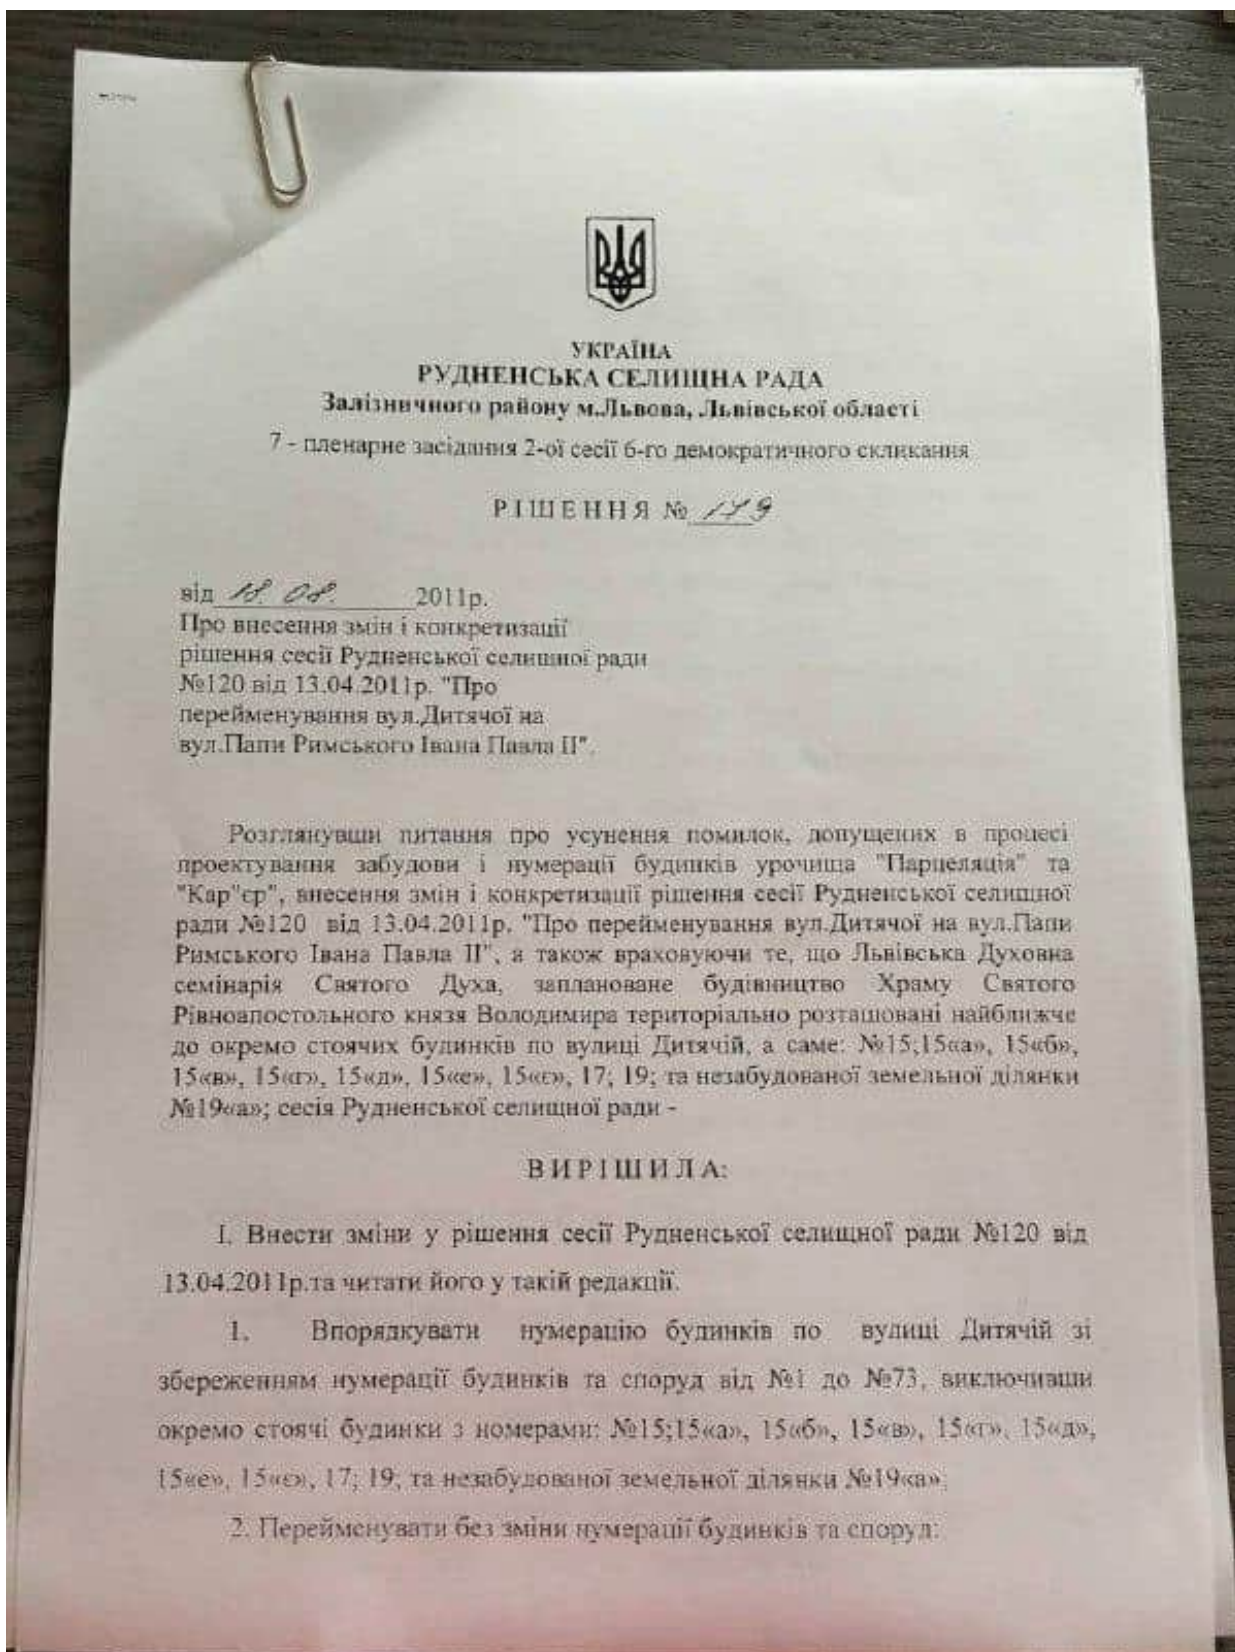 УКРАЇНА
РУДНЕНСЬКА СЕЛИЩНА РАДА
Залізничного району м.Львова, Львівської області
7 - пленарне засідання 2-ої сесії 6-го демократичного скликання
РІШЕННЯ № 179
від 18. 08. 2011р.
Про внесення змін і конкретизації
рішення сесії Рудненської селищної ради
№120 від 13.04.2011р. "Про
перейменування вул.Дитячої на
вул.Папи Римського Івана Павла ІІ".
Розглянувши питання про усунення помилок, допущених в процесі
проектування забудови і нумерації будинків урочища "Парцеляція" та
"Кар"єр", внесення змін і конкретизації рішення сесії Рудненської селищної
ради №120 від 13.04.2011р. "Про перейменування вул.Дитячої на вул.Папи
Римського Івана Павла ІІ", а також враховуючи те, що Львівська Духовна
семінарія Святого Духа, заплановане будівництво Храму Святого
Рівноапостольного князя Володимира територіально розташовані найближче
до окремо стоячих будинків по вулиці Дитячій, а саме: №15;15«а», 15«б»,
15«в», 15«г», 15«д», 15«е», 15«є», 17; 19; та незабудованої земельної ділянки
№19«а»; сесія Рудненської селищної ради -
ВИРІШИЛА:
І. Внести зміни у рішення сесії Рудненської селищної ради №120 від
13.04.2011р.та читати його у такій редакції.
1. Впорядкувати нумерацію будинків по вулиці Дитячій зі
збереженням нумерації будинків та споруд від №1 до №73, виключивши
окремо стоячі будинки з номерами: №15;15«а», 15«б», 15«в», 15«г», 15«д»,
15«е», 15«є», 17; 19; та незабудованої земельної ділянки №19«а»;
2. Перейменувати без зміни нумерації будинків та споруд: